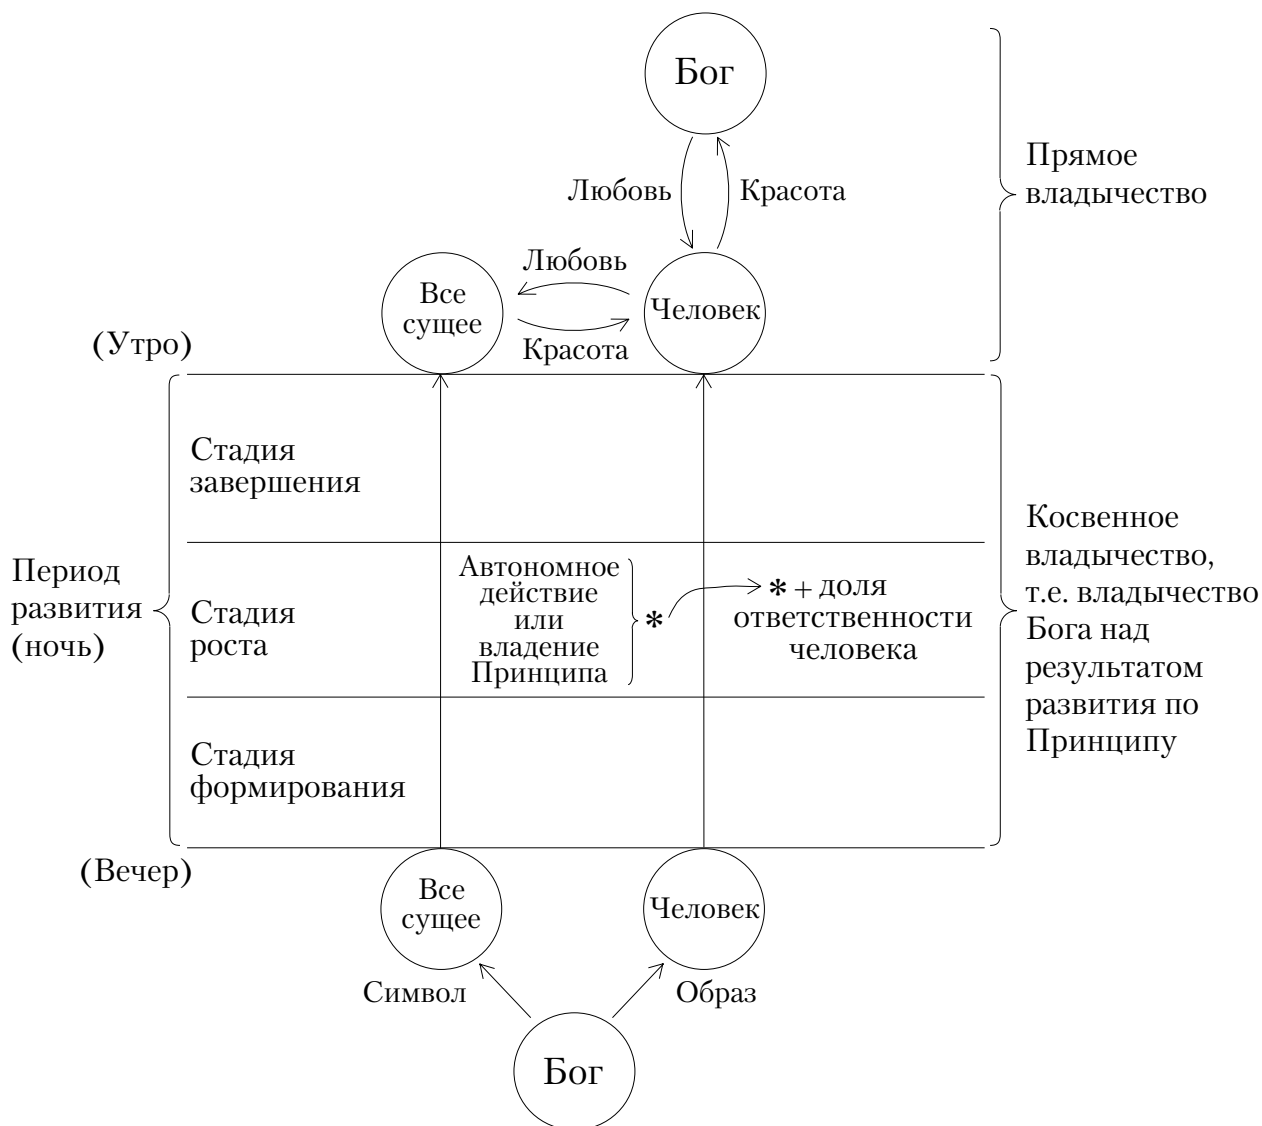 Бог
Прямое
владычество
Любовь
Красота
Любовь
Все
сущее
Человек
Красота
(Утро)
Стадия
завершения
Период
развития
(ночь)
Стадия
роста
Автономное
действие
или
владение
Принципа
*
* + доля
ответственности
человека
Косвенное
владычество,
т.е. владычество
Бога над
результатом
развития по
Принципу
Стадия
формирования
(Вечер)
Все
сущее
Человек
Символ
Образ
Бог